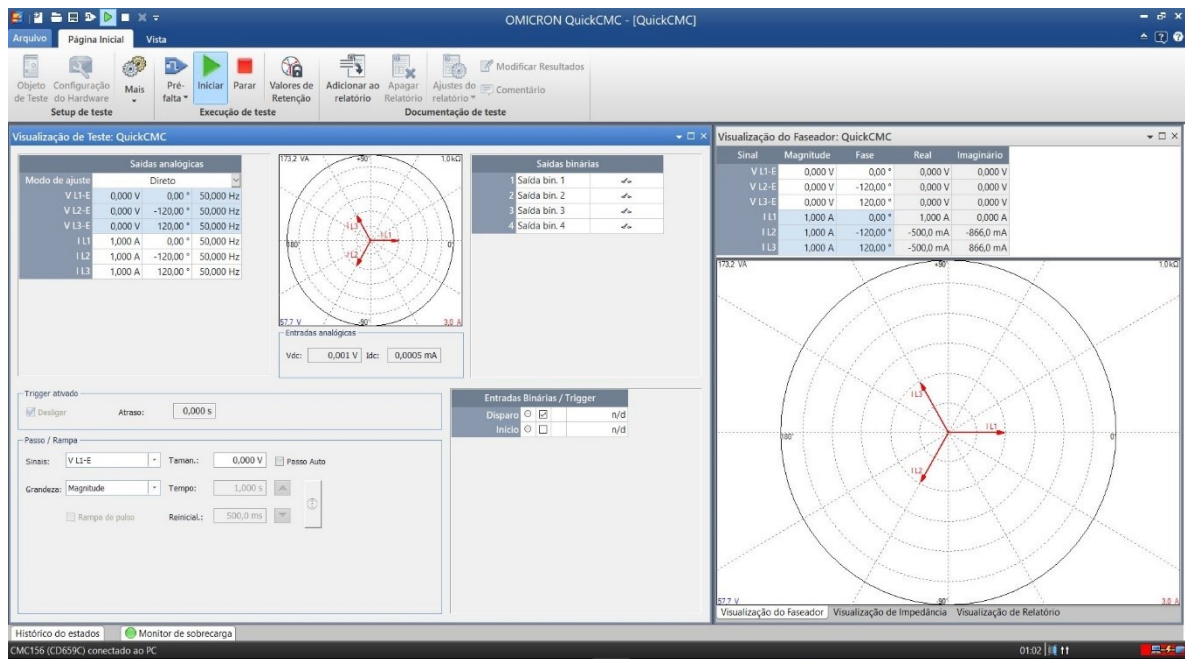 OMICRON QuickCMC - [QuickCMC]
Arquivo Página Inicial Vista
Objeto de Teste
Configuração do Hardware
Mais
Pré-falta
Iniciar
Parar
Valores de Retenção
Adicionar ao relatório
Apagar Relatório
Ajustes do relatório
Modificar Resultados
Comentário
Setup de teste Execução de teste Documentação de teste
Visualização de Teste: QuickCMC
Saídas analógicas
Modo de ajuste Direto
V L1-E 0,000 V 0,00 ° 50,000 Hz
V L2-E 0,000 V -120,00 ° 50,000 Hz
V L3-E 0,000 V 120,00 ° 50,000 Hz
I L1 1,000 A 0,00 ° 50,000 Hz
I L2 1,000 A -120,00 ° 50,000 Hz
I L3 1,000 A 120,00 ° 50,000 Hz
173,2 VA +90° 1,0 kΩ
I L3
I L1
180° 0°
I L2
57,7 V -90° 3,0 A
Entradas analógicas
Vdc: 0,001 V Idc: 0,0005 mA
Saídas binárias
1 Saída bin. 1
2 Saída bin. 2
3 Saída bin. 3
4 Saída bin. 4
Trigger ativado
Desligar Atraso: 0,000 s
Passo / Rampa
Sinais: V L1-E Taman.: 0,000 V Passo Auto
Grandeza: Magnitude Tempo: 1,000 s
Rampa de pulso Reinicial.: 500,0 ms
Entradas Binárias / Trigger
Disparo n/d
Início n/d
Visualização do Faseador: QuickCMC
Sinal Magnitude Fase Real Imaginário
V L1-E 0,000 V 0,00 ° 0,000 V 0,000 V
V L2-E 0,000 V -120,00 ° 0,000 V 0,000 V
V L3-E 0,000 V 120,00 ° 0,000 V 0,000 V
I L1 1,000 A 0,00 ° 1,000 A 0,000 A
I L2 1,000 A -120,00 ° -500,0 mA -866,0 mA
I L3 1,000 A 120,00 ° -500,0 mA 866,0 mA
173,2 VA +90° 1,0 kΩ
I L3
I L1
180° 0°
I L2
57,7 V -90° 3,0 A
Visualização do Faseador Visualização de Impedância Visualização de Relatório
Histórico do estados Monitor de sobrecarga
CMC156 (CD659C) conectado ao PC 01:02